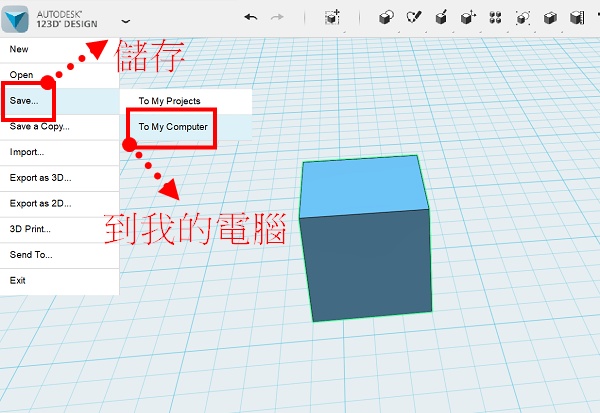 AUTODESK®
123D® DESIGN
New
Open
Save...
Save a Copy...
Import...
Export as 3D...
Export as 2D...
3D Print...
Send To...
Exit
To My Projects
To My Computer
儲存
到我的電腦